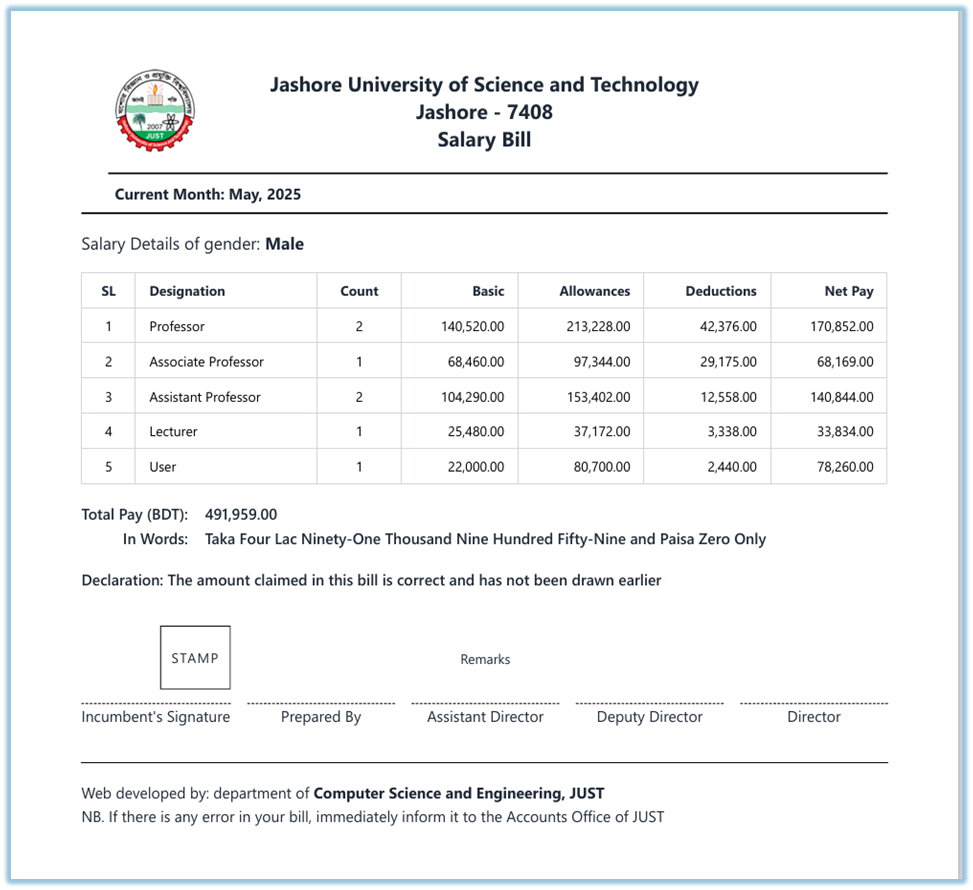 যশোর বিজ্ঞান ও প্রযুক্তি বিশ্ববিদ্যালয়
2007
JUST
Jashore University of Science and Technology
Jashore - 7408
Salary Bill
Current Month: May, 2025
Salary Details of gender: Male
SL Designation Count Basic Allowances Deductions Net Pay
1 Professor 2 140,520.00 213,228.00 42,376.00 170,852.00
2 Associate Professor 1 68,460.00 97,344.00 29,175.00 68,169.00
3 Assistant Professor 2 104,290.00 153,402.00 12,558.00 140,844.00
4 Lecturer 1 25,480.00 37,172.00 3,338.00 33,834.00
5 User 1 22,000.00 80,700.00 2,440.00 78,260.00
Total Pay (BDT): 491,959.00
In Words: Taka Four Lac Ninety-One Thousand Nine Hundred Fifty-Nine and Paisa Zero Only
Declaration: The amount claimed in this bill is correct and has not been drawn earlier
STAMP
Remarks
Incumbent's Signature Prepared By Assistant Director Deputy Director Director
Web developed by: department of Computer Science and Engineering, JUST
NB. If there is any error in your bill, immediately inform it to the Accounts Office of JUST